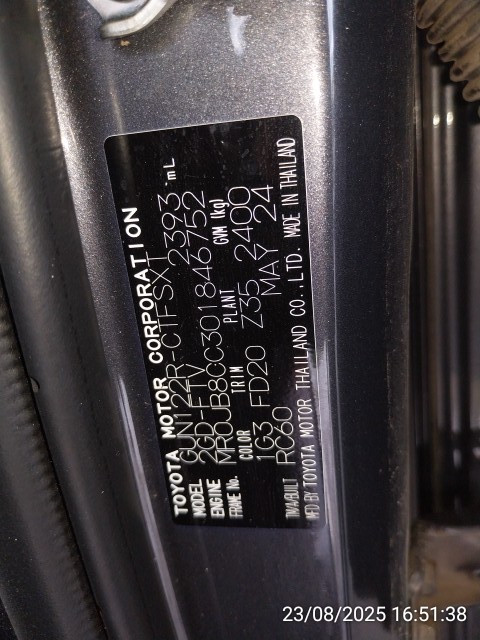 TOYOTA MOTOR CORPORATION
MODEL GUN122R-CTFSXT
ENGINE 2GD-FTV 2393 mL
FRAME No. MR0JB8CC301846752
COLOR TRIM PLANT GVM (kg)
1G3 FD20 Z35 2400
RC60 MAY 24
TMA/BUILT
MFD BY TOYOTA MOTOR THAILAND CO.,LTD. MADE IN THAILAND
23/08/2025 16:51:38